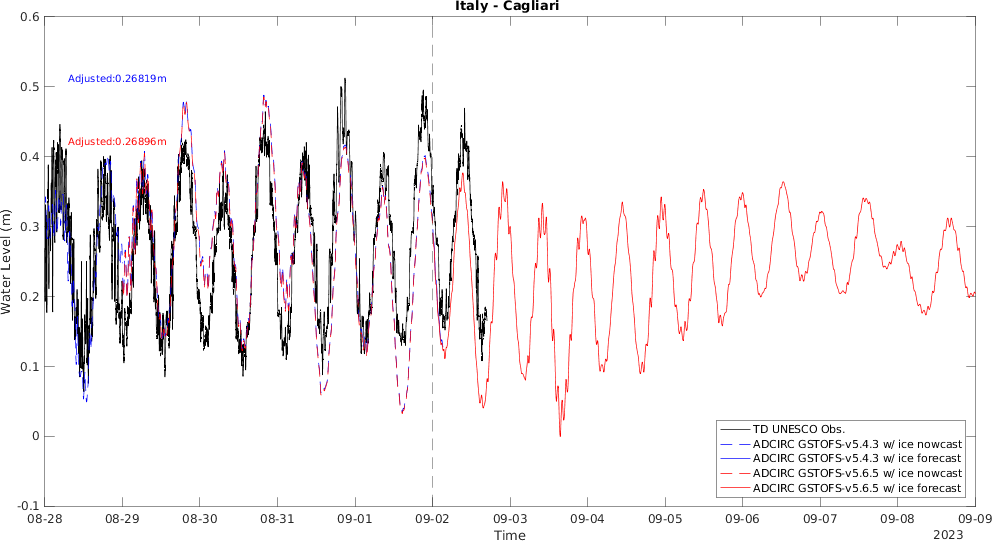 Italy - Cagliari
0.6
0.5
0.4
0.3
0.2
0.1
0
-0.1
Water Level (m)
Adjusted:0.26819m
Adjusted:0.26896m
TD UNESCO Obs.
ADCIRC GSTOFS-v5.4.3 w/ ice nowcast
ADCIRC GSTOFS-v5.4.3 w/ ice forecast
ADCIRC GSTOFS-v5.6.5 w/ ice nowcast
ADCIRC GSTOFS-v5.6.5 w/ ice forecast
08-28 08-29 08-30 08-31 09-01 09-02 09-03 09-04 09-05 09-06 09-07 09-08 09-09
Time
2023